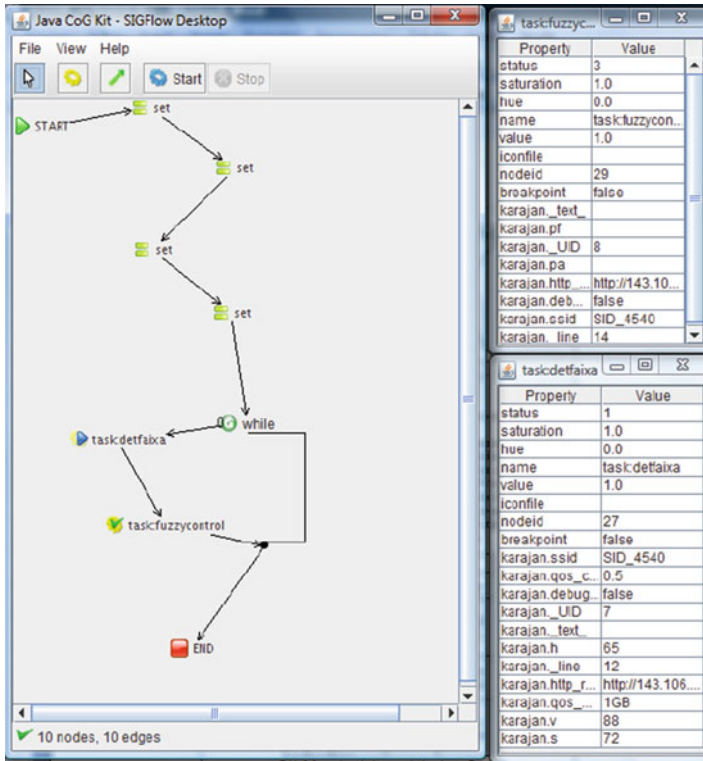 Java CoG Kit - SIGFlow Desktop
File View Help
Start Stop
set
START
set
set
set
while
task:detfaixa
task:fuzzycontrol
END
10 nodes, 10 edges
task:fuzzyc...
Property Value
status 3
saturation 1.0
hue 0.0
name task:fuzzycon...
value 1.0
iconfile
nodeid 29
breakpoint false
karajan._text_
karajan.pf
karajan._UID 8
karajan.pa
karajan.http_... http://143.10...
karajan.deb... false
karajan.ssid SID_4540
karajan._line 14
task:detfaixa
Property Value
status 1
saturation 1.0
hue 0.0
name task:detfaixa
value 1.0
iconfile
nodeid 27
breakpoint false
karajan.ssid SID_4540
karajan.qos_c... 0.5
karajan.debug... false
karajan._UID 7
karajan._text_
karajan.h 65
karajan._line 12
karajan.http_r... http://143.106....
karajan.qos_... 1GB
karajan.v 88
karajan.s 72